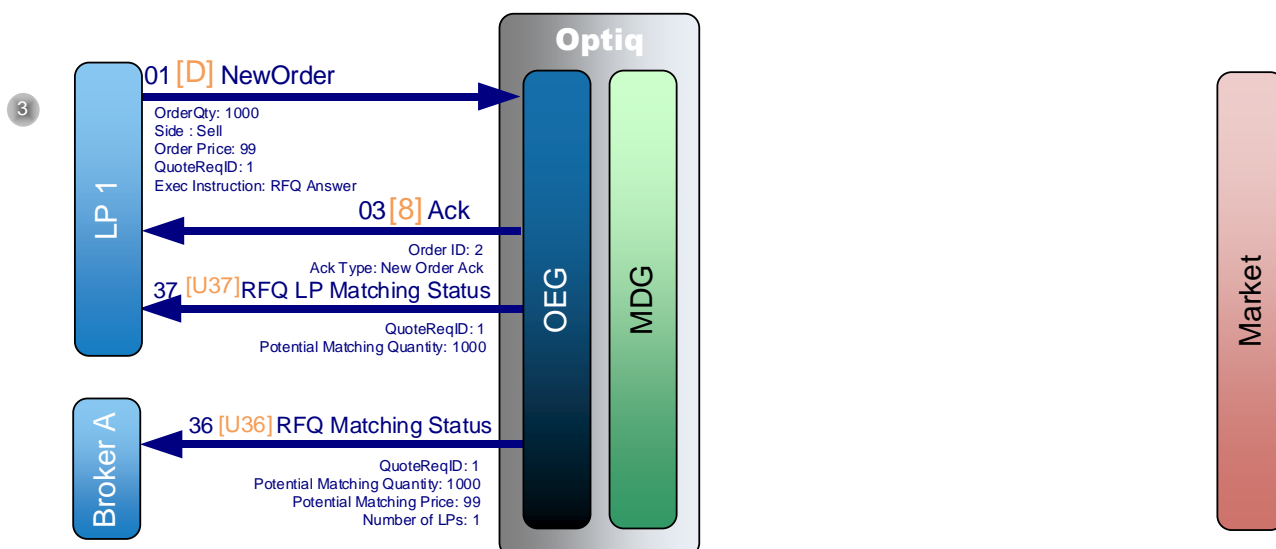 Optiq
01 [D] NewOrder
3
OrderQty: 1000
Side : Sell
Order Price: 99
QuoteReqID: 1
Exec Instruction: RFQ Answer
LP 1
03 [8] Ack
Order ID: 2
Ack Type: New Order Ack
37 [U37] RFQ LP Matching Status
QuoteReqID: 1
Potential Matching Quantity: 1000
OEG
MDG
Market
Broker A
36 [U36] RFQ Matching Status
QuoteReqID: 1
Potential Matching Quantity: 1000
Potential Matching Price: 99
Number of LPs: 1